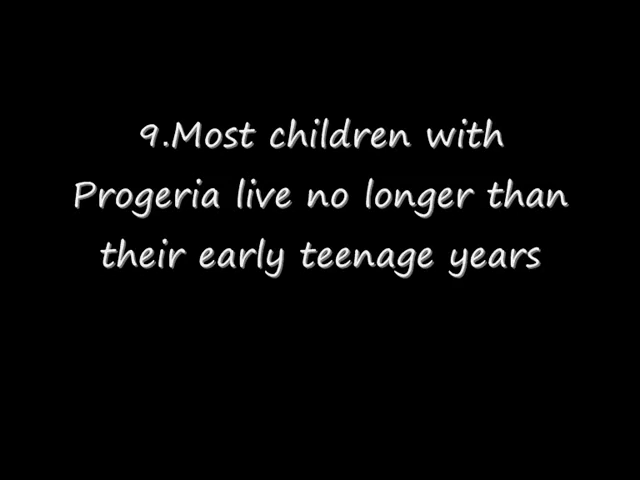 9.Most children with
Progeria live no longer than
their early teenage years